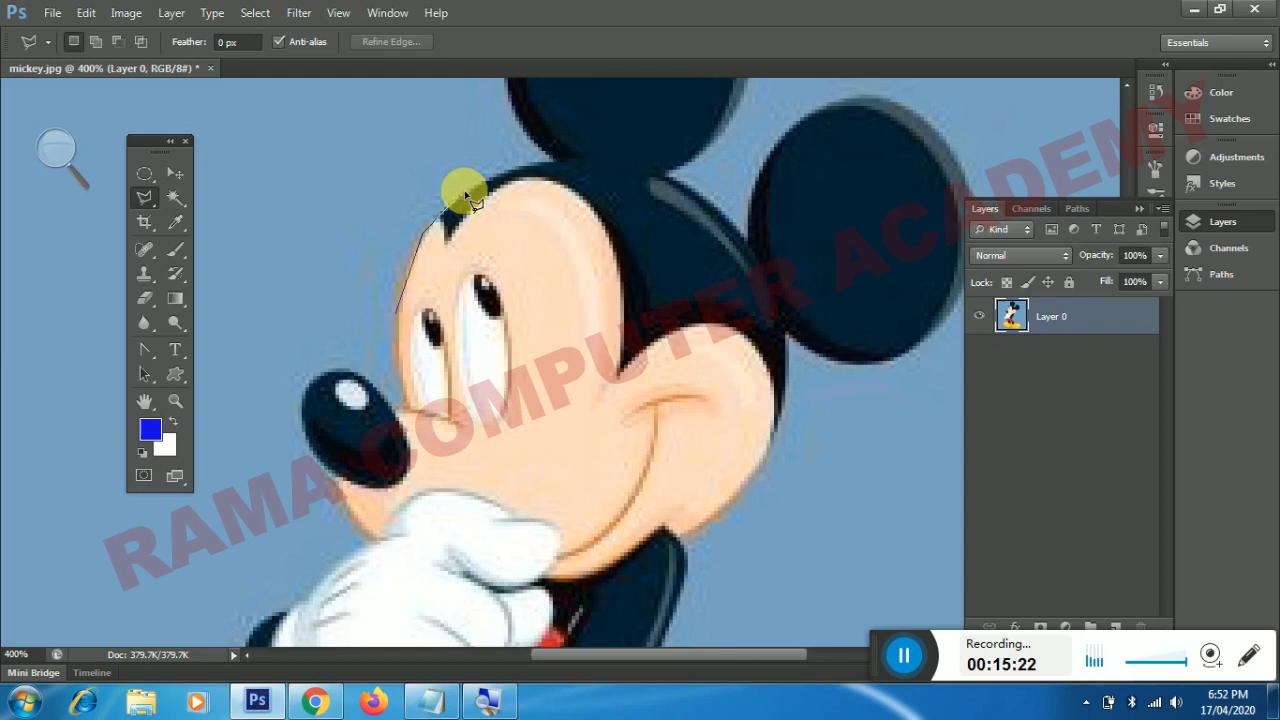 Ps File Edit Image Layer Type Select Filter View Window Help
Feather: 0 px Anti-alias Refine Edge... Essentials
mickey.jpg @ 400% (Layer 0, RGB/8#) * ×
Color
Swatches
Adjustments
Styles
Layers
Channels
Paths
Layers Channels Paths
Kind
Normal Opacity: 100%
Lock: Fill: 100%
Layer 0
RAMA COMPUTER ACADEMY
400% Doc: 379.7K/379.7K
Mini Bridge Timeline
Recording...
00:15:22
Ps
6:52 PM
17/04/2020